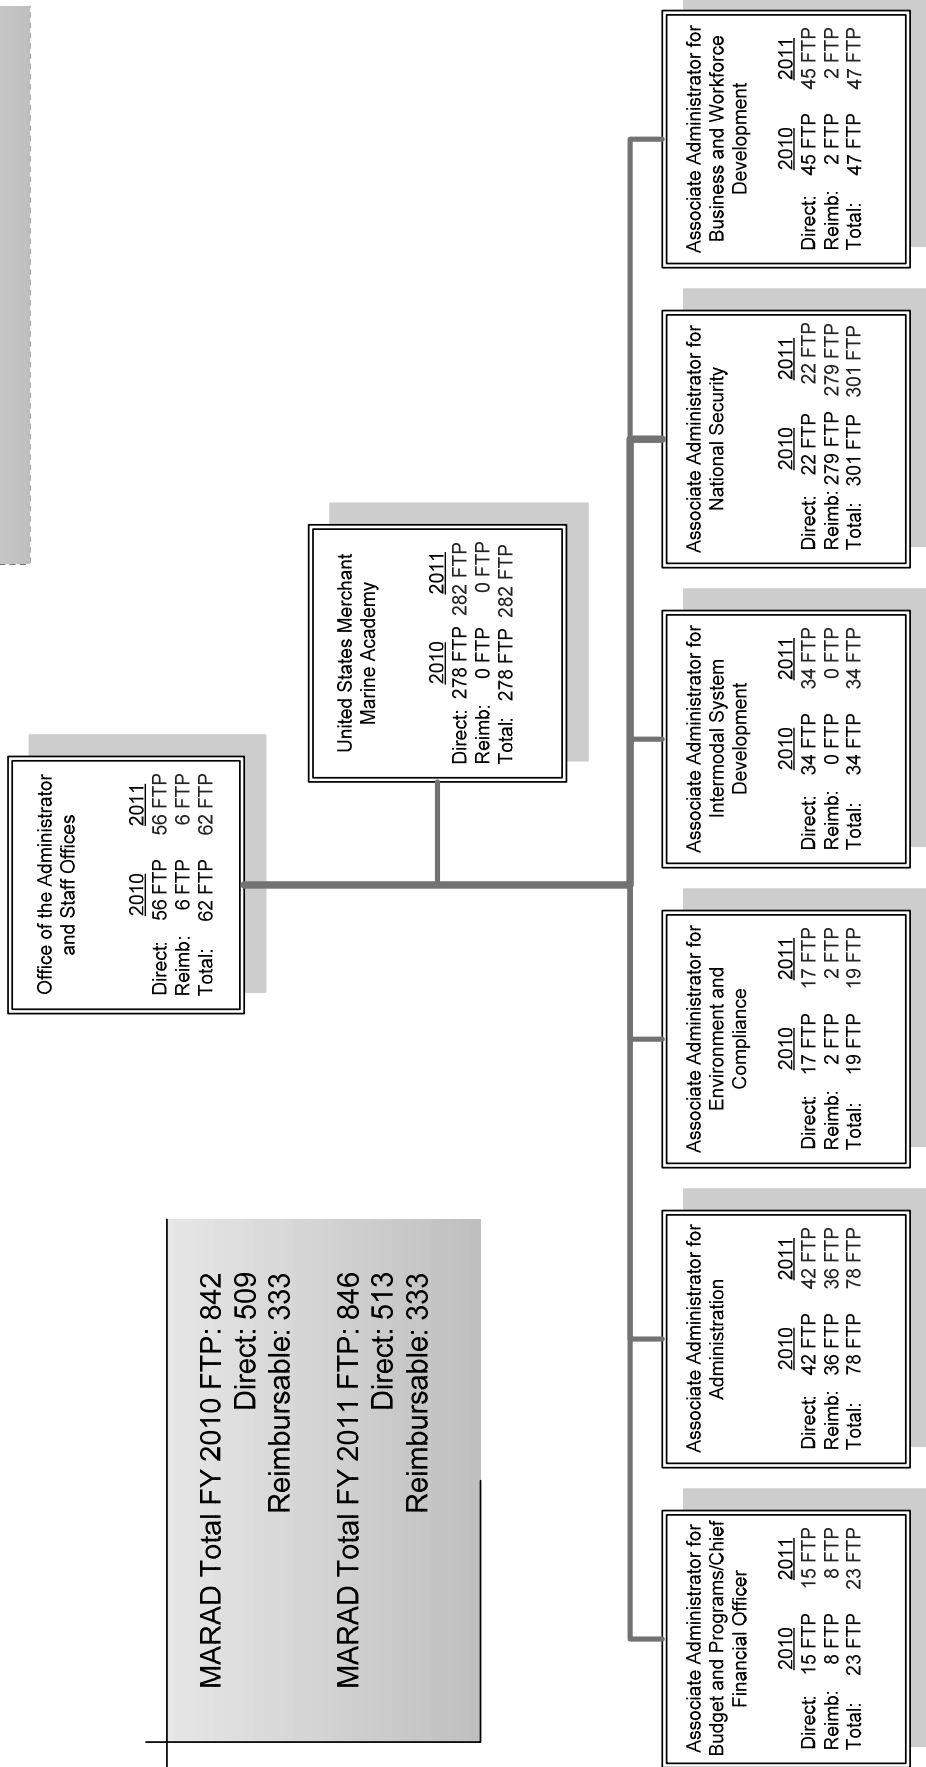 Office of the Administrator
and Staff Offices
2010 2011
Direct: 56 FTP 56 FTP
Reimb: 6 FTP 6 FTP
Total: 62 FTP 62 FTP
MARAD Total FY 2010 FTP: 842
Direct: 509
Reimbursable: 333
MARAD Total FY 2011 FTP: 846
Direct: 513
Reimbursable: 333
United States Merchant
Marine Academy
2010 2011
Direct: 278 FTP 282 FTP
Reimb: 0 FTP 0 FTP
Total: 278 FTP 282 FTP
Associate Administrator for
Budget and Programs/Chief
Financial Officer
2010 2011
Direct: 15 FTP 15 FTP
Reimb: 8 FTP 8 FTP
Total: 23 FTP 23 FTP
Associate Administrator for
Administration
2010 2011
Direct: 42 FTP 42 FTP
Reimb: 36 FTP 36 FTP
Total: 78 FTP 78 FTP
Associate Administrator for
Environment and
Compliance
2010 2011
Direct: 17 FTP 17 FTP
Reimb: 2 FTP 2 FTP
Total: 19 FTP 19 FTP
Associate Administrator for
Intermodal System
Development
2010 2011
Direct: 34 FTP 34 FTP
Reimb: 0 FTP 0 FTP
Total: 34 FTP 34 FTP
Associate Administrator for
National Security
2010 2011
Direct: 22 FTP 22 FTP
Reimb: 279 FTP 279 FTP
Total: 301 FTP 301 FTP
Associate Administrator for
Business and Workforce
Development
2010 2011
Direct: 45 FTP 45 FTP
Reimb: 2 FTP 2 FTP
Total: 47 FTP 47 FTP